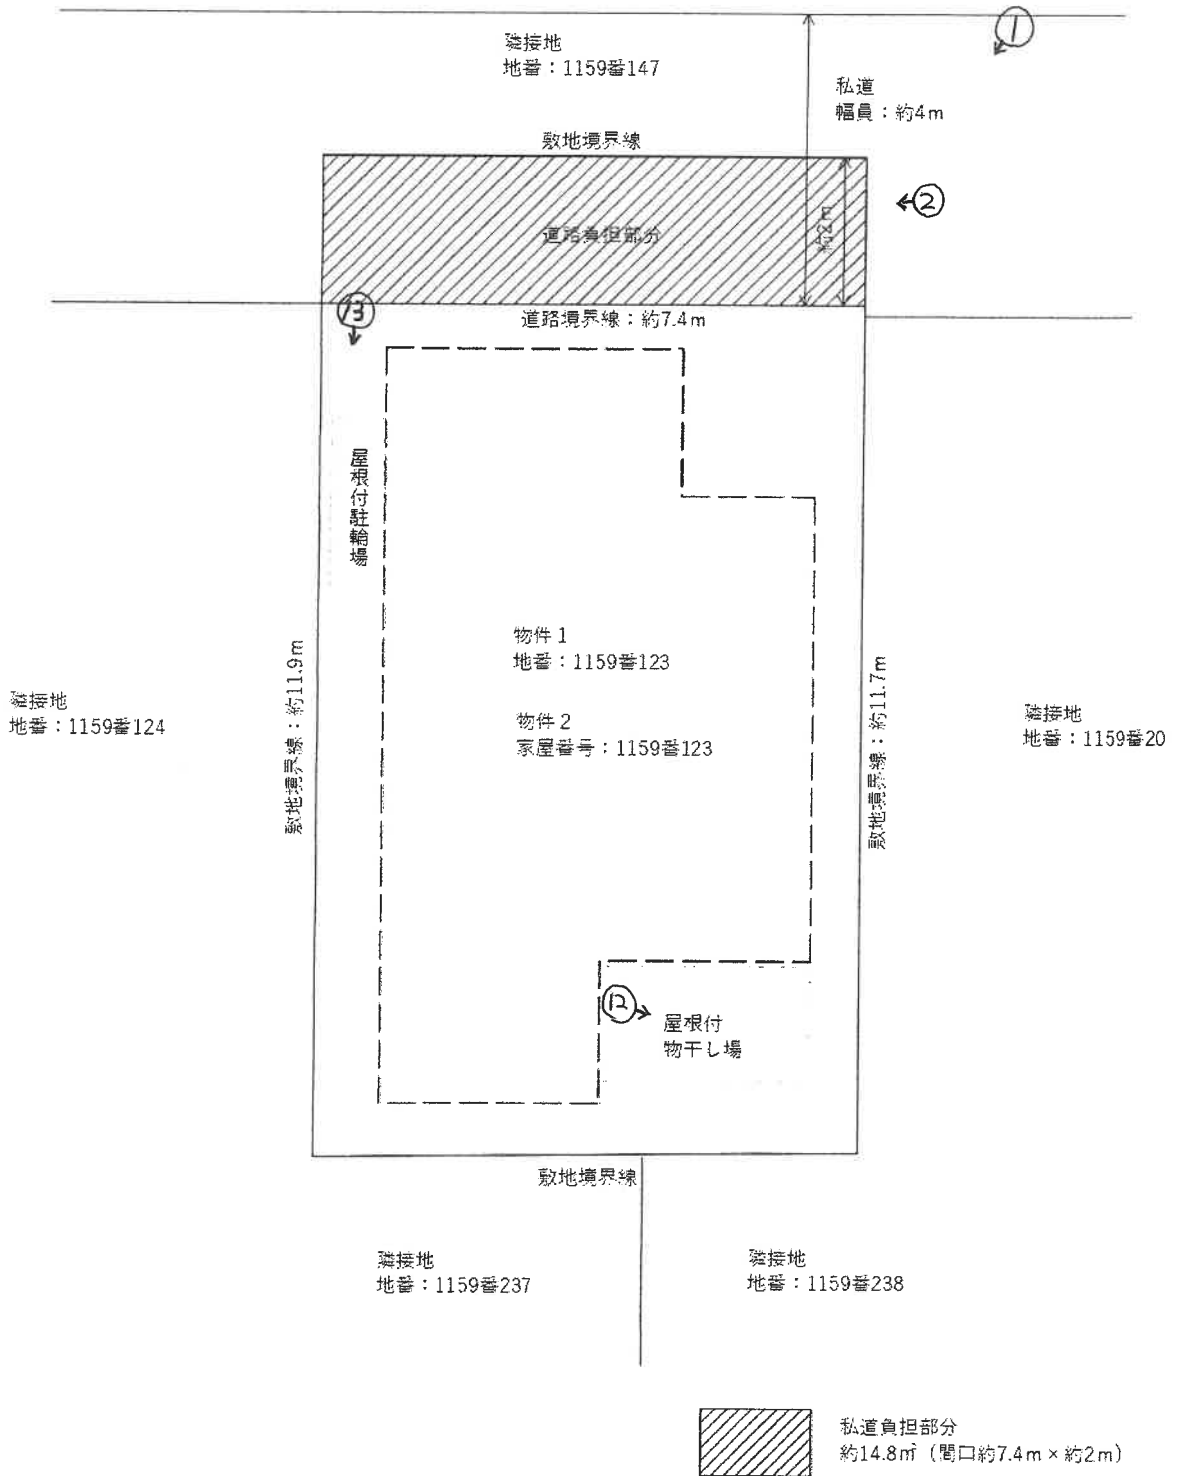 ①
隣接地
地番：1159番147
私道
幅員：約4m
敷地境界線
②
道路負担部分
約2m
⑬
道路境界線：約7.4m
屋根付駐輪場
物件1
地番：1159番123
物件2
家屋番号：1159番123
敷地境界線：約11.9m
敷地境界線：約11.7m
隣接地
地番：1159番124
隣接地
地番：1159番20
⑫
屋根付
物干し場
敷地境界線
隣接地
地番：1159番237
隣接地
地番：1159番238
私道負担部分
約14.8㎡（間口約7.4m×約2m）